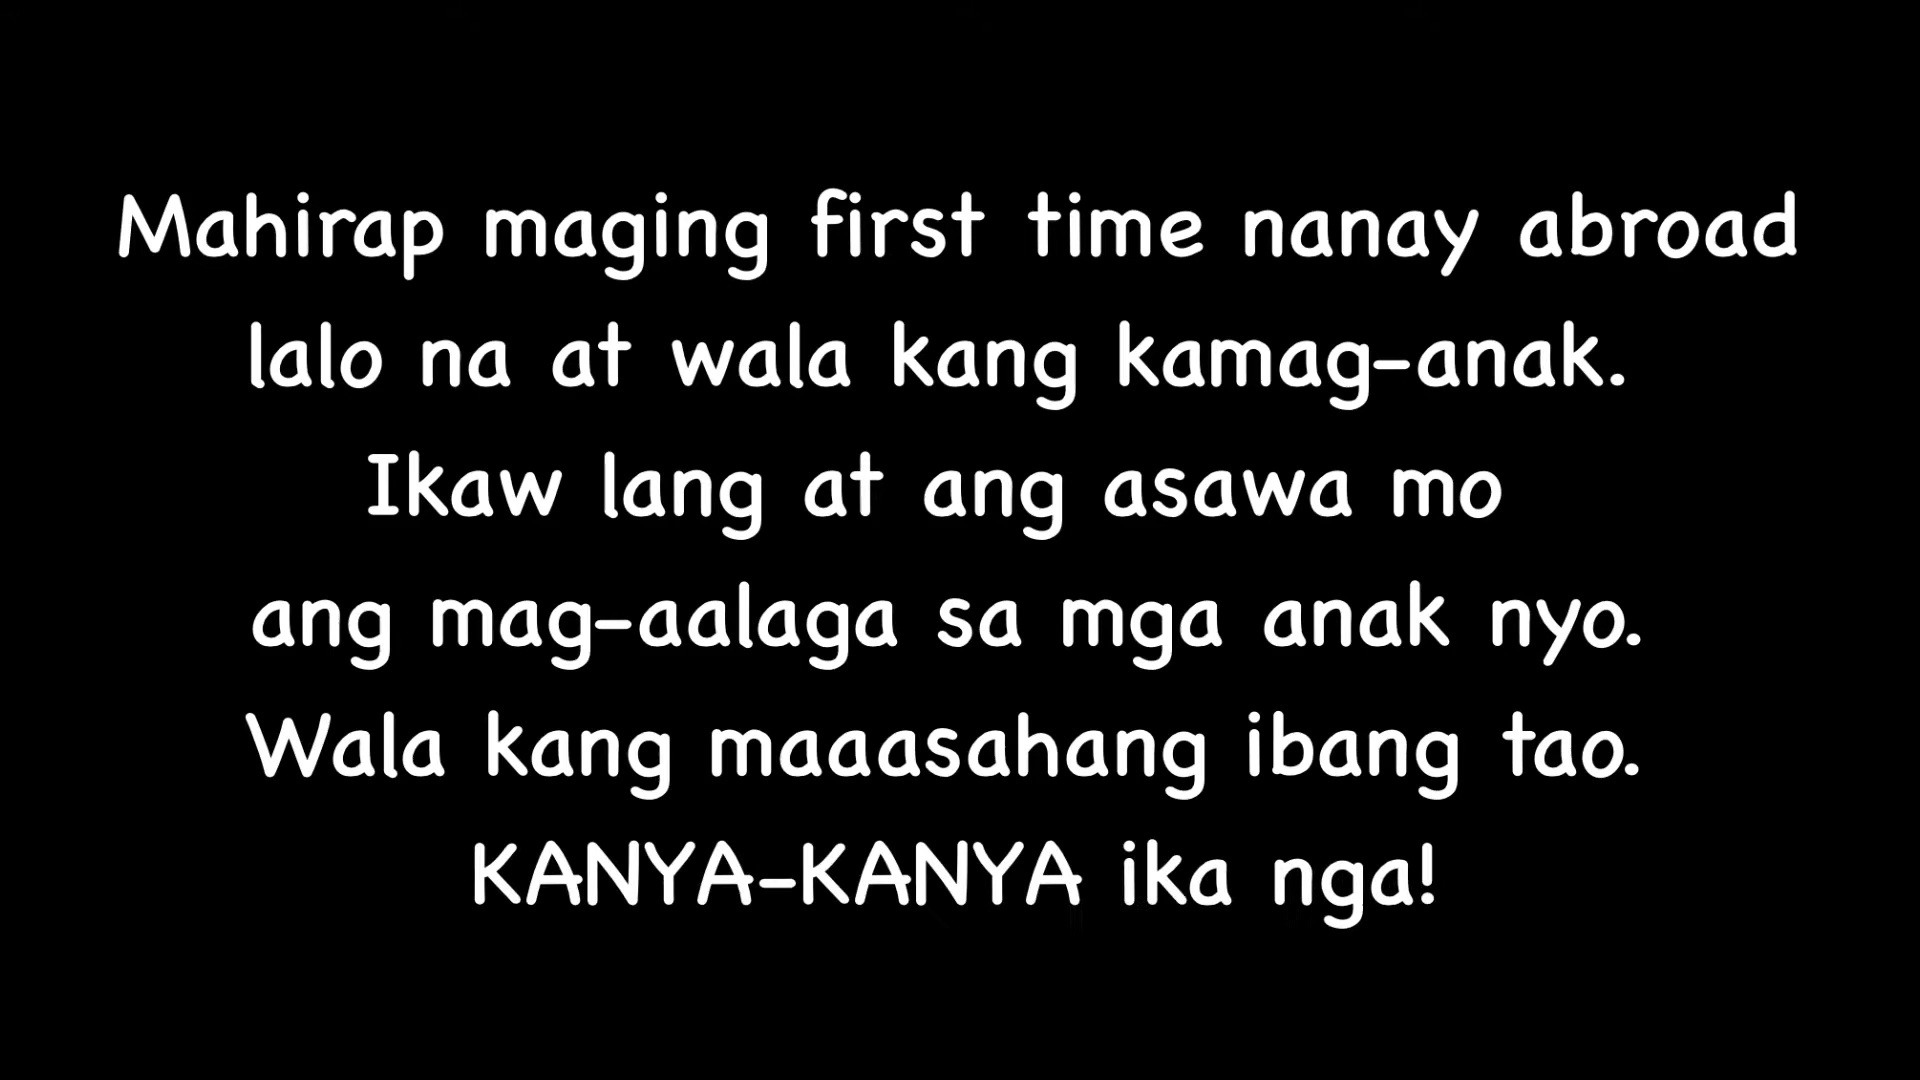 Mahirap maging first time nanay abroad
lalo na at wala kang kamag-anak.
Ikaw lang at ang asawa mo
ang mag-aalaga sa mga anak nyo.
Wala kang maaasahang ibang tao.
KANYA-KANYA ika nga!